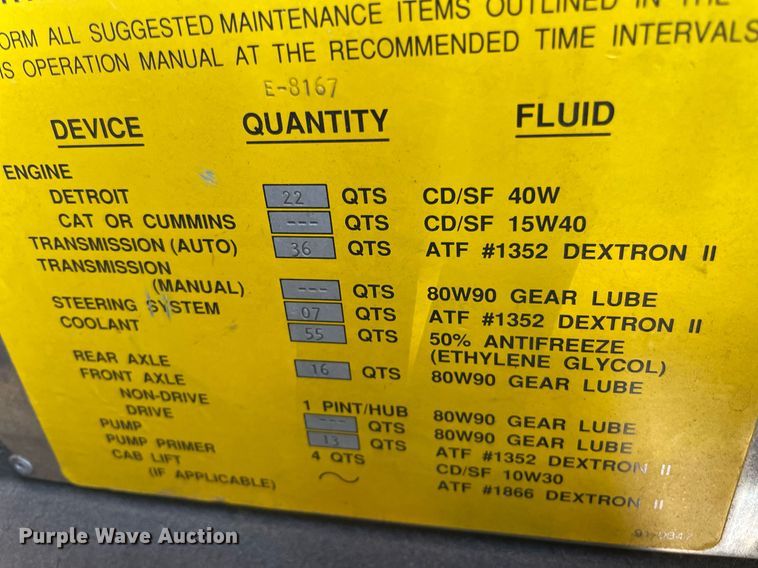 ORM ALL SUGGESTED MAINTENANCE ITEMS OUTLINED IN THE
IS OPERATION MANUAL AT THE RECOMMENDED TIME INTERVALS
E-8167
DEVICE QUANTITY FLUID
ENGINE
DETROIT 22 QTS CD/SF 40W
CAT OR CUMMINS --- QTS CD/SF 15W40
TRANSMISSION (AUTO) 36 QTS ATF #1352 DEXTRON II
TRANSMISSION
(MANUAL) --- QTS 80W90 GEAR LUBE
STEERING SYSTEM 07 QTS ATF #1352 DEXTRON II
COOLANT 55 QTS 50% ANTIFREEZE
(ETHYLENE GLYCOL)
REAR AXLE 16 QTS 80W90 GEAR LUBE
FRONT AXLE
NON-DRIVE 1 PINT/HUB 80W90 GEAR LUBE
DRIVE --- QTS 80W90 GEAR LUBE
PUMP 13 QTS ATF #1352 DEXTRON II
PUMP PRIMER 4 QTS CD/SF 10W30
CAB LIFT ~ ATF #1866 DEXTRON II
(IF APPLICABLE)
Purple Wave Auction